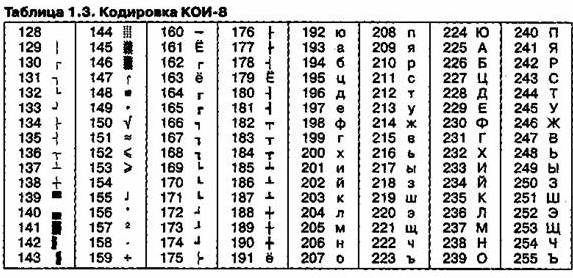 Таблица 1.3. Кодировка КОИ-8
128 144 ▒ 160 ─ 176 ├ 192 ю 208 п 224 Ю 240 П
129 │ 145 ▓ 161 Ё 177 ├ 193 а 209 я 225 А 241 Я
130 ┌ 146 █ 162 ┌ 178 ┤ 194 б 210 р 226 Б 242 Р
131 ┐ 147 ┌ 163 ё 179 Ё 195 ц 211 с 227 Ц 243 С
132 └ 148 ■ 164 ┌ 180 ┤ 196 д 212 т 228 Д 244 Т
133 ┘ 149 · 165 ┌ 181 ┤ 197 е 213 у 229 Е 245 У
134 ├ 150 √ 166 ┐ 182 ┬ 198 ф 214 ж 230 Ф 246 Ж
135 ┤ 151 ≈ 167 ┐ 183 ┬ 199 г 215 в 231 Г 247 В
136 ┬ 152 ⩽ 168 ┐ 184 ┬ 200 х 216 ь 232 Х 248 Ь
137 ┴ 153 ⩾ 169 └ 185 ┴ 201 и 217 ы 233 И 249 Ы
138 ┼ 154 170 └ 186 ┴ 202 й 218 з 234 Й 250 З
139 ▀ 155 ┘ 171 └ 187 ┴ 203 к 219 ш 235 К 251 Ш
140 ▄ 156 ° 172 ┘ 188 ┼ 204 л 220 э 236 Л 252 Э
141 █ 157 ² 173 ┘ 189 ┼ 205 м 221 щ 237 М 253 Щ
142 ▌ 158 · 174 ┘ 190 ┼ 206 н 222 ч 238 Н 254 Ч
143 ▐ 159 ÷ 175 ├ 191 ё 207 о 223 ъ 239 О 255 Ъ